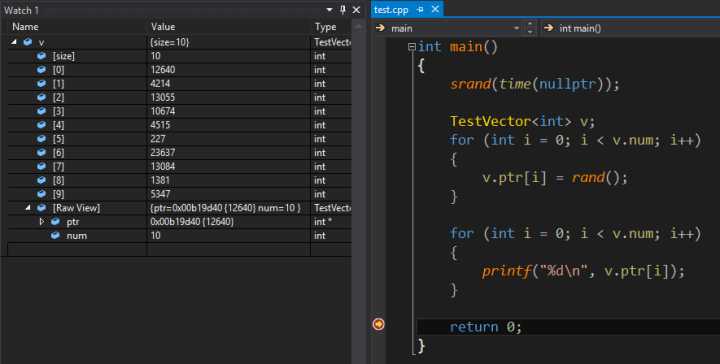 Watch 1
Name Value Type
v {size=10} TestVector
[size] 10 int
[0] 12640 int
[1] 4214 int
[2] 13055 int
[3] 10674 int
[4] 4515 int
[5] 227 int
[6] 23637 int
[7] 13084 int
[8] 1381 int
[9] 5347 int
[Raw View] {ptr=0x00b19d40 {12640} num=10 } TestVecto
ptr 0x00b19d40 {12640} int *
num 10 int
test.cpp
main int main()
int main()
{
srand(time(nullptr));
TestVector<int> v;
for (int i = 0; i < v.num; i++)
{
v.ptr[i] = rand();
}
for (int i = 0; i < v.num; i++)
{
printf("%d\n", v.ptr[i]);
}
return 0;
}